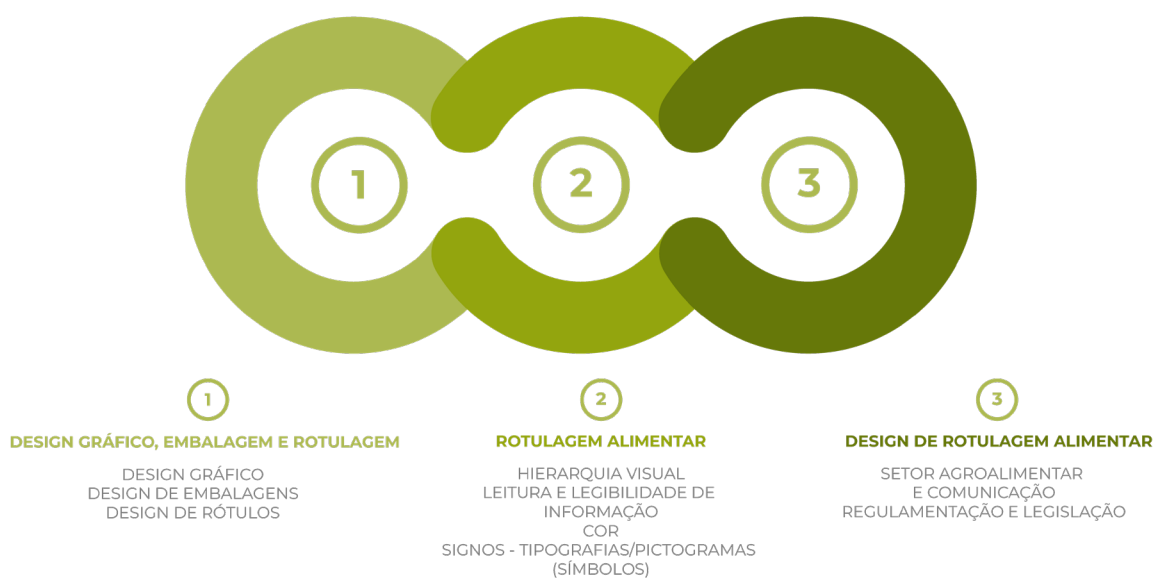 1
2
3
1
DESIGN GRÁFICO, EMBALAGEM E ROTULAGEM
DESIGN GRÁFICO
DESIGN DE EMBALAGENS
DESIGN DE RÓTULOS
2
ROTULAGEM ALIMENTAR
HIERARQUIA VISUAL
LEITURA E LEGIBILIDADE DE
INFORMAÇÃO
COR
SIGNOS - TIPOGRAFIAS/PICTOGRAMAS
(SÍMBOLOS)
3
DESIGN DE ROTULAGEM ALIMENTAR
SETOR AGROALIMENTAR
E COMUNICAÇÃO
REGULAMENTAÇÃO E LEGISLAÇÃO